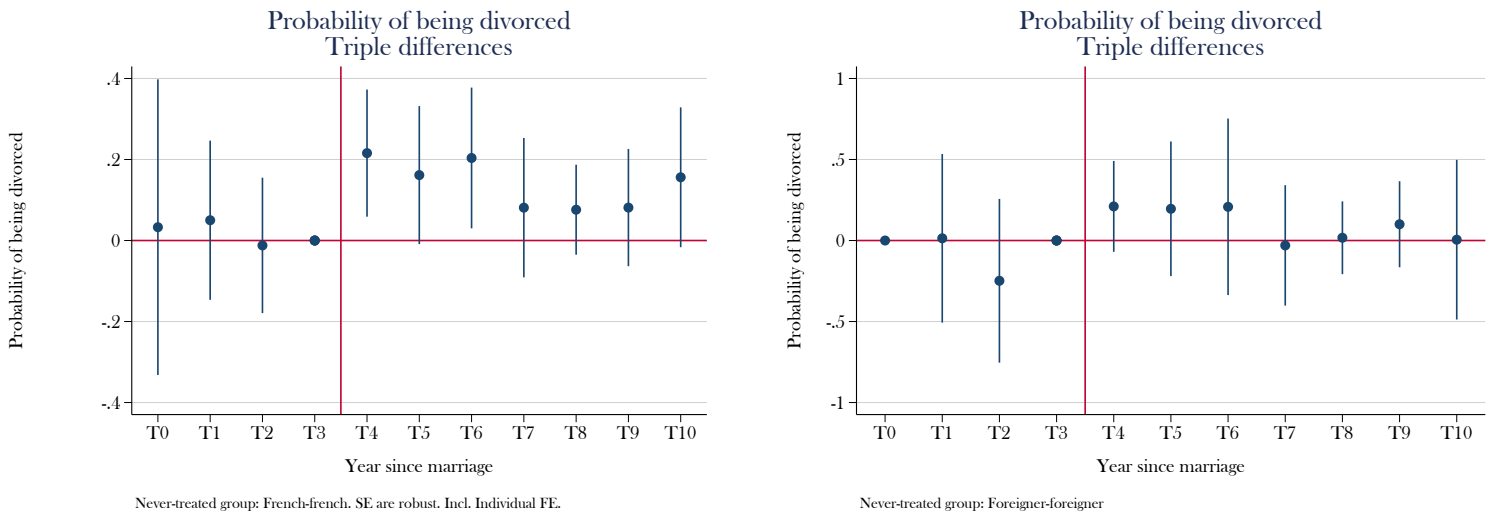 Probability of being divorced
Triple differences
Probability of being divorced
.4
.2
0
-.2
-.4
T0 T1 T2 T3 T4 T5 T6 T7 T8 T9 T10
Year since marriage
Never-treated group: French-french. SE are robust. Incl. Individual FE.
Probability of being divorced
Triple differences
Probability of being divorced
1
.5
0
-.5
-1
T0 T1 T2 T3 T4 T5 T6 T7 T8 T9 T10
Year since marriage
Never-treated group: Foreigner-foreigner